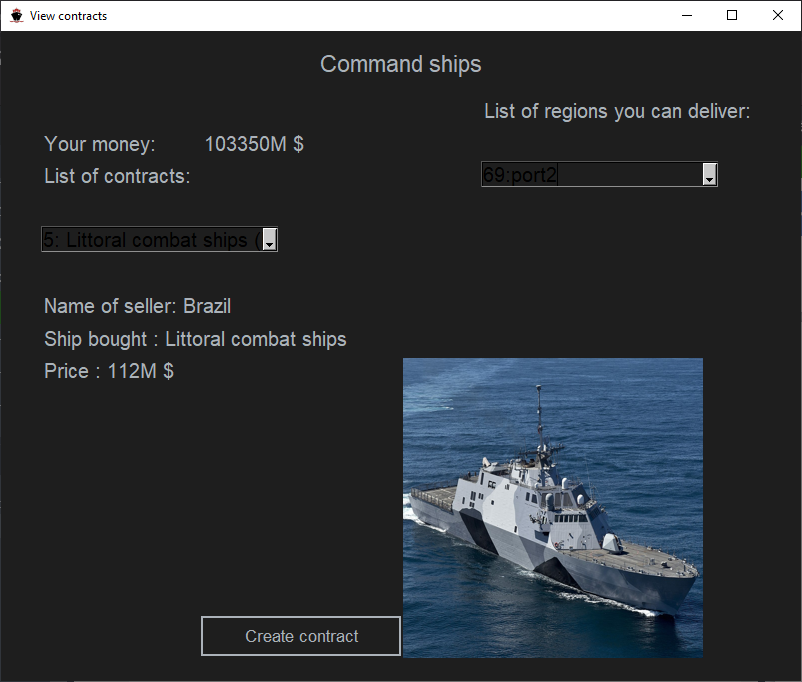 View contracts
Command ships
List of regions you can deliver:
Your money: 103350M $
List of contracts:
69:port2
5: Littoral combat ships (
Name of seller: Brazil
Ship bought : Littoral combat ships
Price : 112M $
Create contract